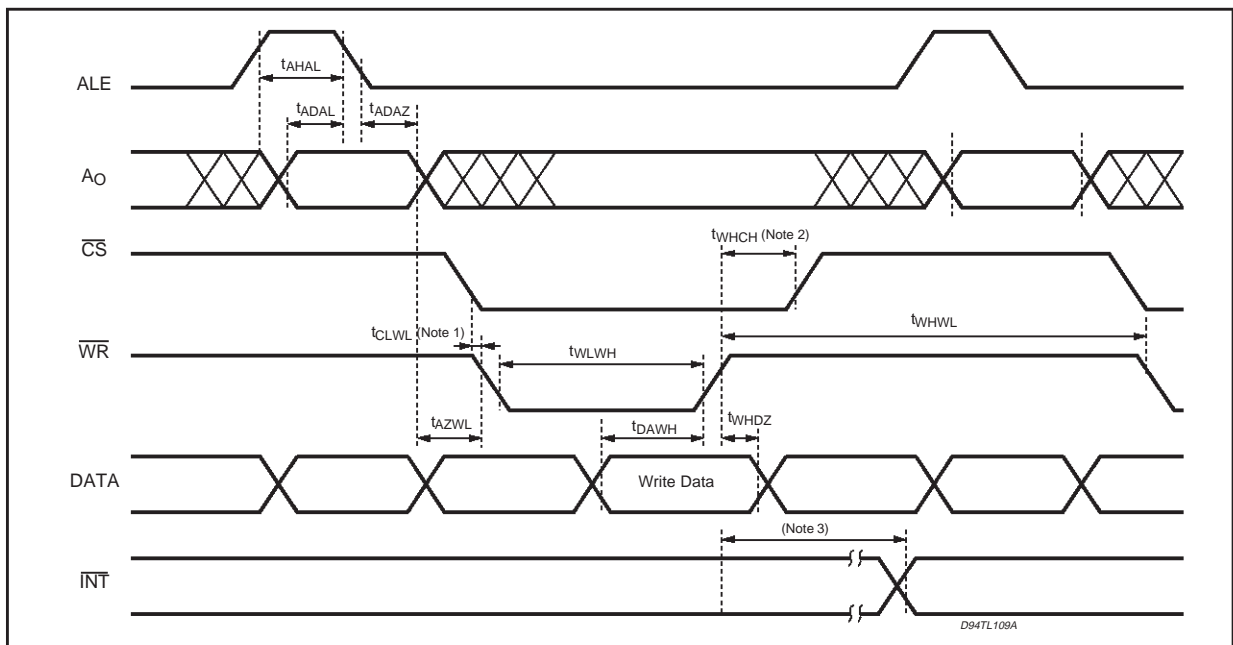 ALE
tAHAL
tADAL
tADAZ
AO
CS
tWHCH (Note 2)
tCLWL (Note 1)
tWHWL
WR
tWLWH
tAZWL
tDAWH
tWHDZ
DATA
Write Data
(Note 3)
INT
D94TL109A